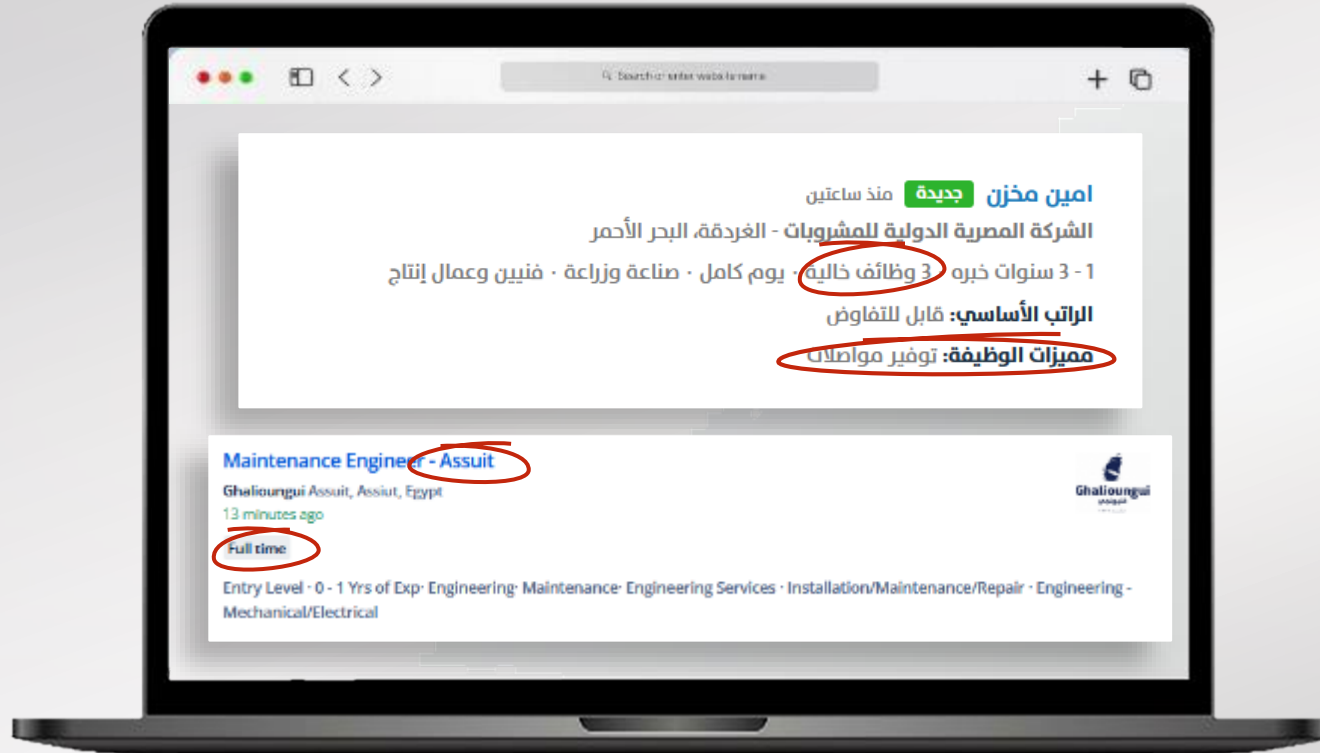 Search or enter website name
امين مخزن جديدة منذ ساعتين
الشركة المصرية الدولية للمشروبات - الغردقة، البحر الأحمر
1 - 3 سنوات خبره · 3 وظائف خالية · يوم كامل · صناعة وزراعة · فنيين وعمال إنتاج
الراتب الأساسي: قابل للتفاوض
مميزات الوظيفة: توفير مواصلات
Maintenance Engineer - Assuit
Ghalioungui Assuit, Assiut, Egypt
13 minutes ago
Full time
Entry Level · 0 - 1 Yrs of Exp· Engineering· Maintenance· Engineering Services · Installation/Maintenance/Repair · Engineering -
Mechanical/Electrical
Ghalioungui